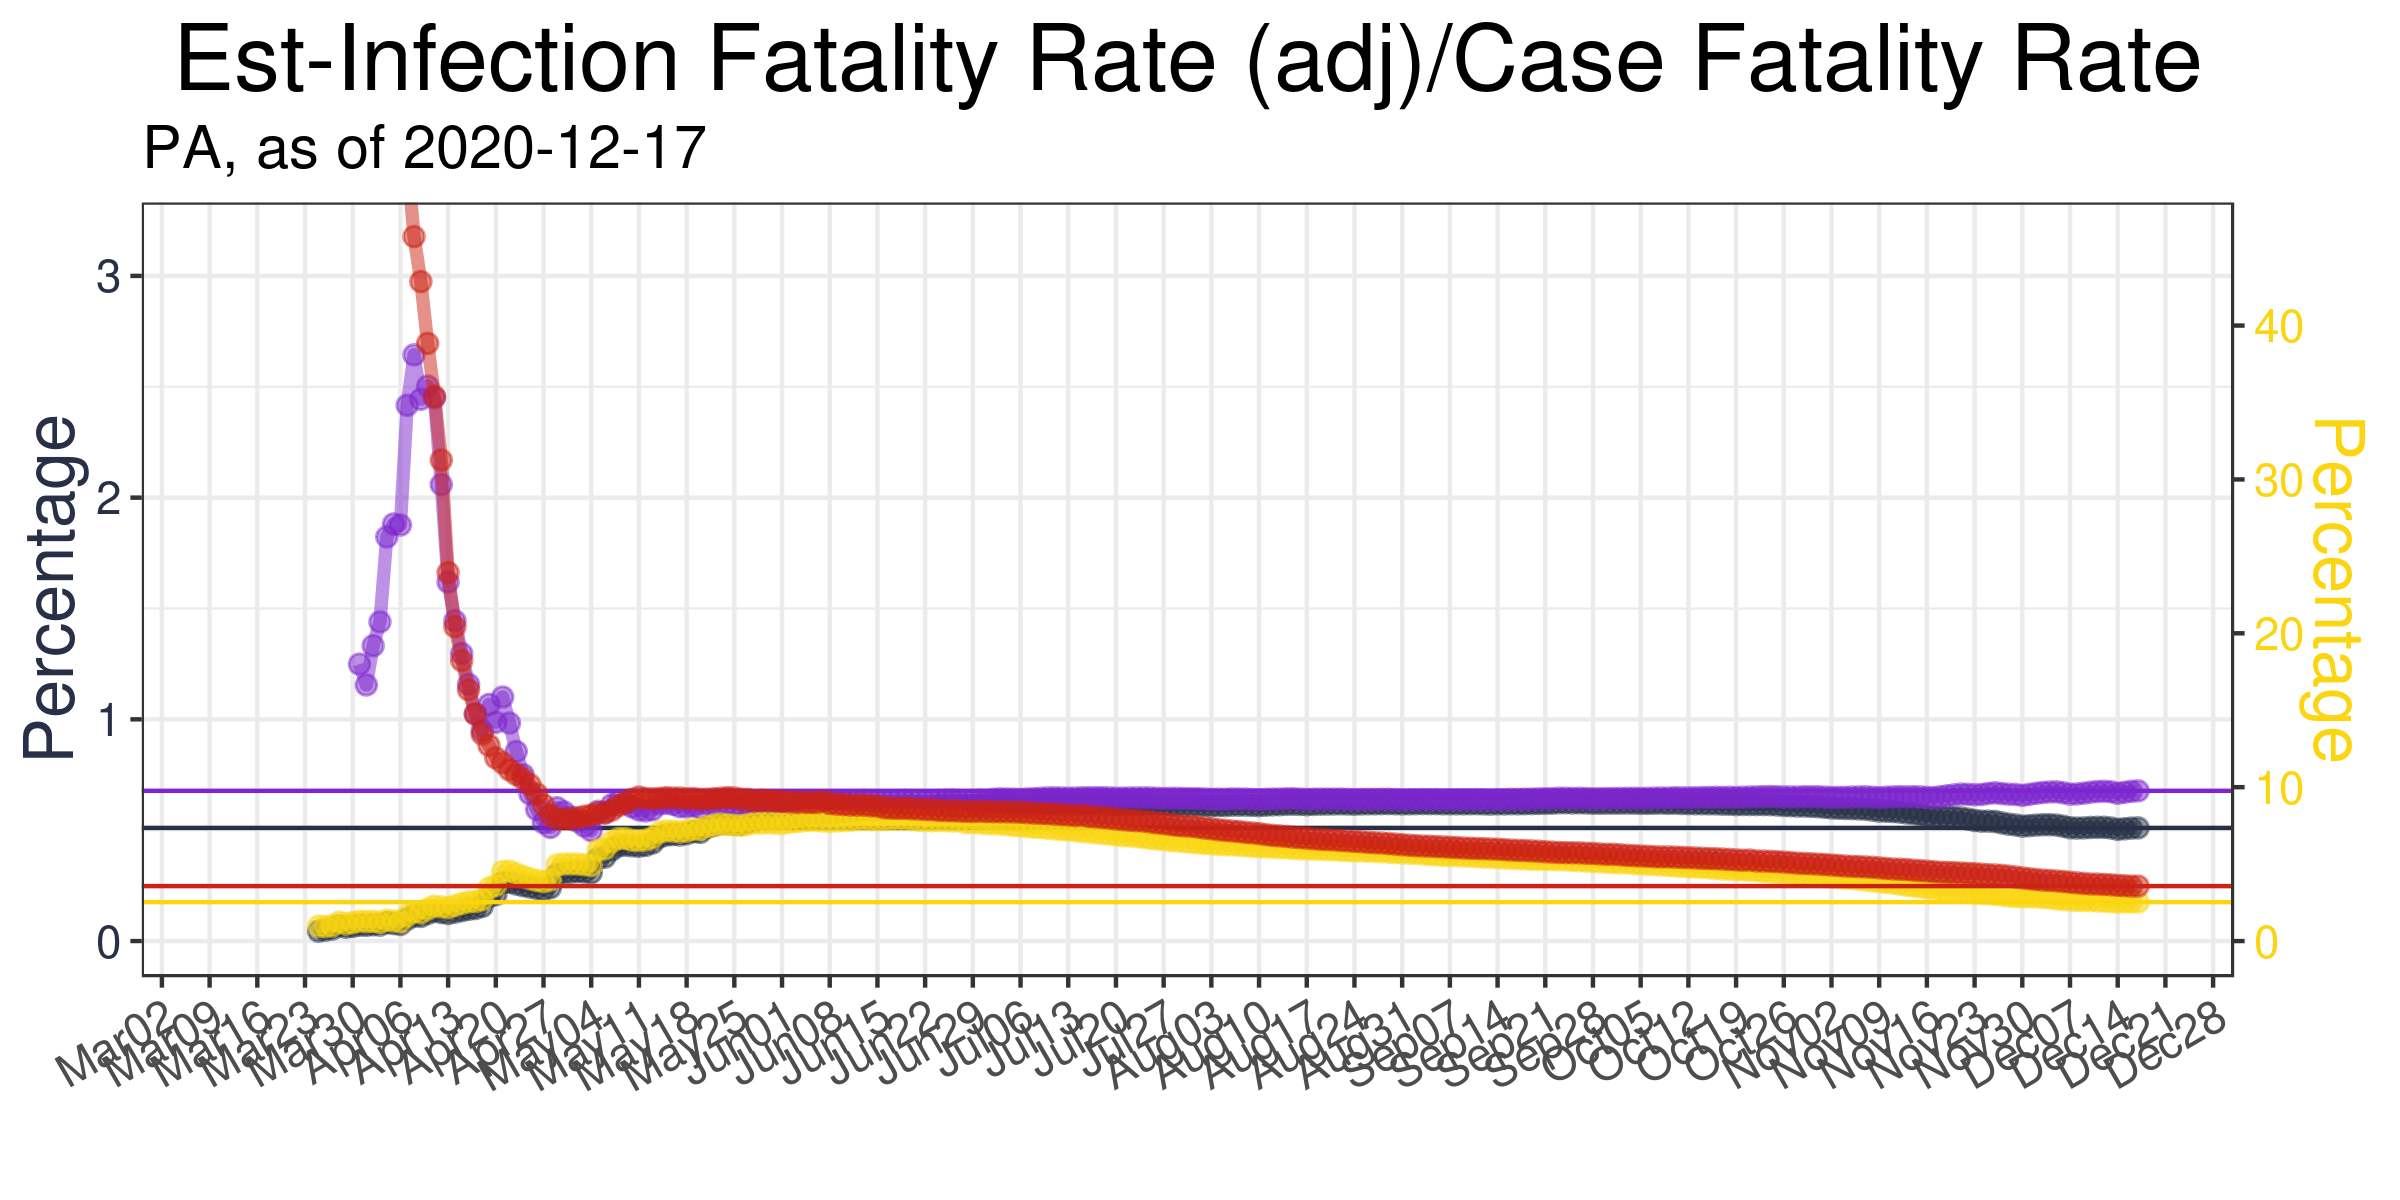 Est-Infection Fatality Rate (adj)/Case Fatality Rate
PA, as of 2020-12-17
Percentage
3
2
1
0
40
30
20
10
0
Percentage
Mar02
Mar09
Mar16
Mar23
Mar30
Apr06
Apr13
Apr20
Apr27
May04
May11
May18
May25
Jun01
Jun08
Jun15
Jun22
Jun29
Jul06
Jul13
Jul20
Jul27
Aug03
Aug10
Aug17
Aug24
Aug31
Sep07
Sep14
Sep21
Sep28
Oct05
Oct12
Oct19
Oct26
Nov02
Nov09
Nov16
Nov23
Nov30
Dec07
Dec14
Dec21
Dec28